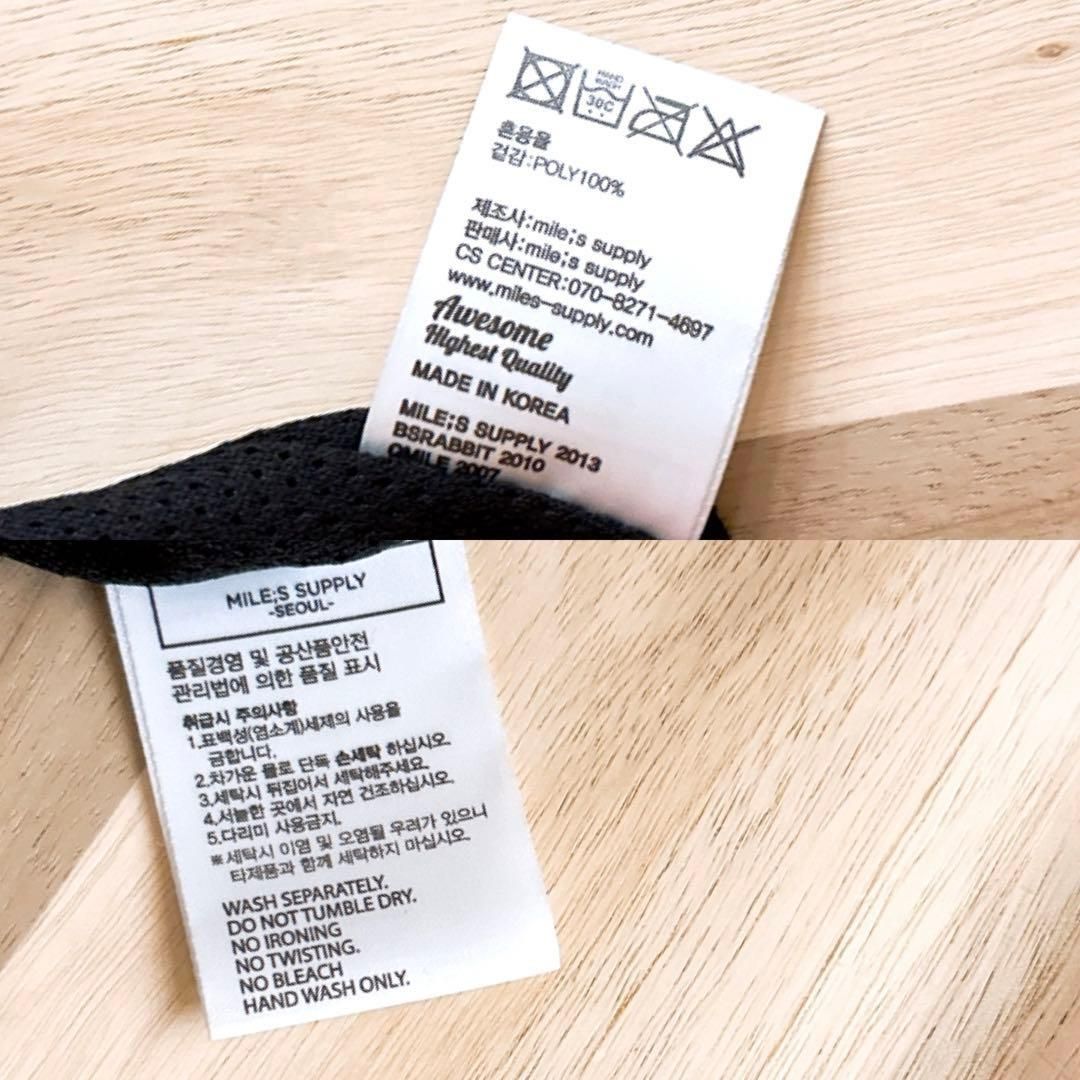 HAND
WASH
30C
혼용율
겉감:POLY100%
제조사:mile;s supply
판매사:mile;s supply
CS CENTER:070-8271-4697
www.miles-supply.com
Awesome
Highest Quality
MADE IN KOREA
MILE;S SUPPLY 2013
BSRABBIT 2010
OMILE 2007
MILE;S SUPPLY
-SEOUL-
품질경영 및 공산품안전
관리법에 의한 품질 표시
취급시 주의사항
1.표백성(염소계)세제의 사용을
금합니다.
2.차가운 물로 단독 손세탁 하십시오.
3.세탁시 뒤집어서 세탁해주세요.
4.서늘한 곳에서 자연 건조하십시오.
5.다리미 사용금지.
※세탁시 이염 및 오염될 우려가 있으니
타제품과 함께 세탁하지 마십시오.
WASH SEPARATELY.
DO NOT TUMBLE DRY.
NO IRONING
NO TWISTING.
NO BLEACH
HAND WASH ONLY.